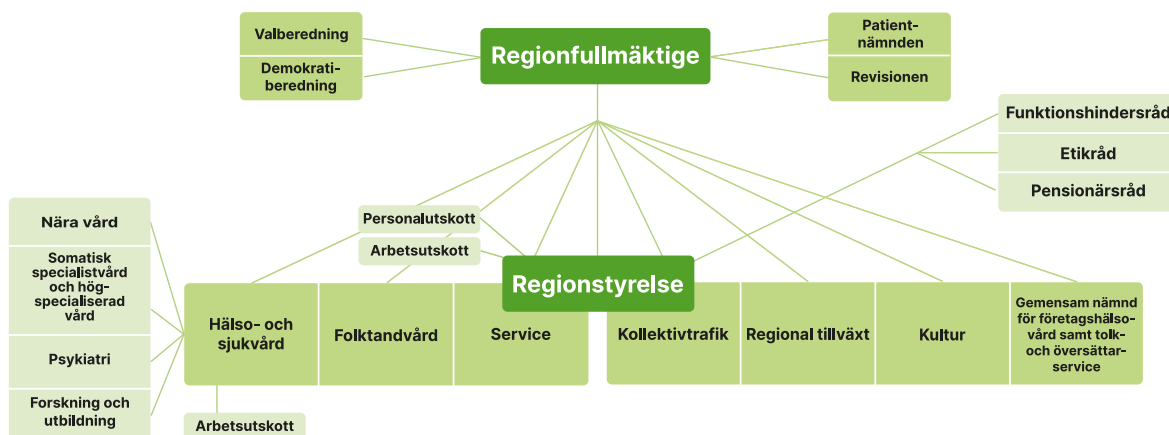 Valberedning
Demokrati-
beredning
Regionfullmäktige
Patient-
nämnden
Revisionen
Funktionshindersråd
Etikråd
Pensionärsråd
Personalutskott
Arbetsutskott
Regionstyrelse
Nära vård
Somatisk
specialistvård
och hög-
specialiserad
vård
Psykiatri
Forskning och
utbildning
Hälso- och
sjukvård
Folktandvård
Service
Kollektivtrafik
Regional tillväxt
Kultur
Gemensam nämnd
för företagshälso-
vård samt tolk-
och översättar-
service
Arbetsutskott